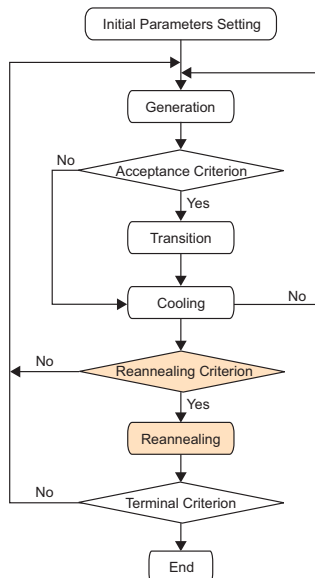 Initial Parameters Setting
Generation
No
Acceptance Criterion
Yes
Transition
Cooling
No
No
Reannealing Criterion
Yes
Reannealing
No
Terminal Criterion
End